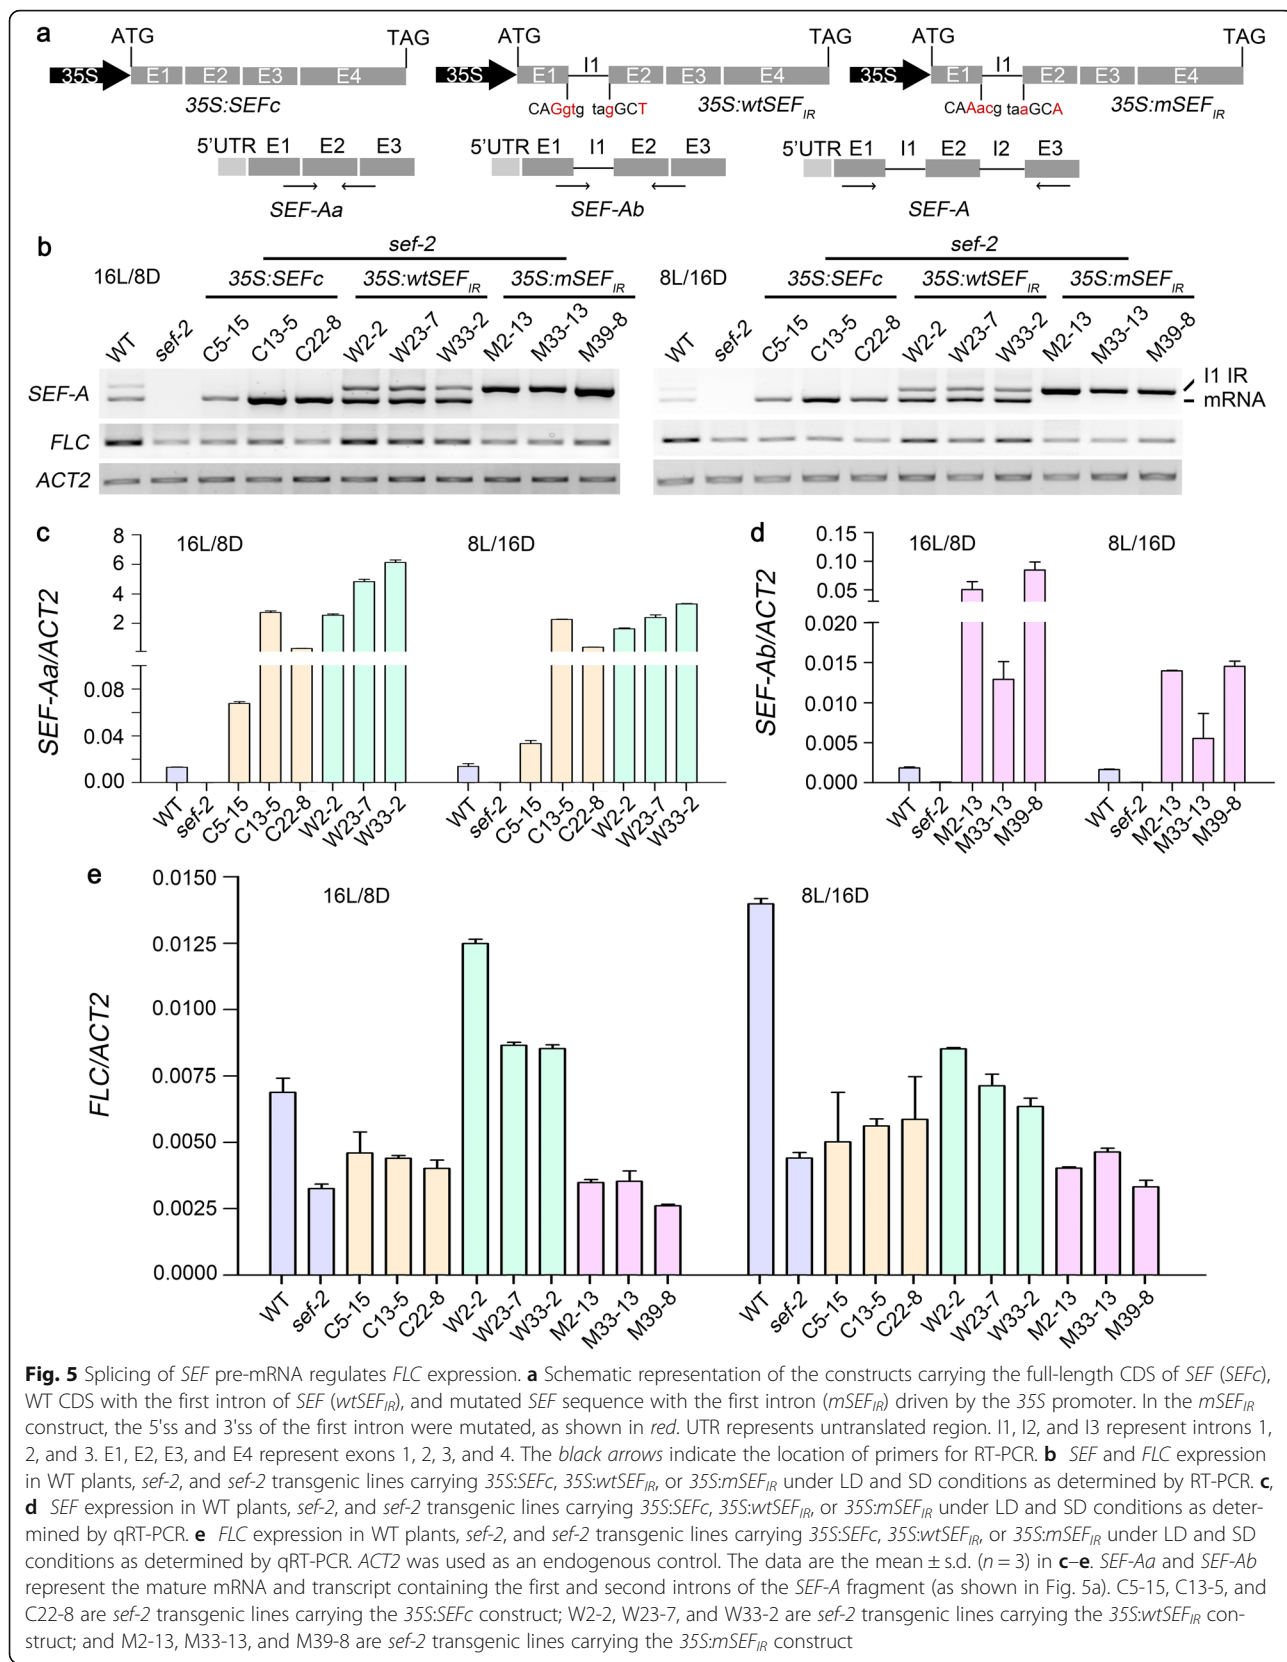 a
ATG TAG ATG TAG ATG TAG
I1 I1
35S E1 E2 E3 E4 35S E1 E2 E3 E4 35S E1 E2 E3 E4
35S:SEFc CAGgtg tagGCT 35S:wtSEF_IR CAAacg taaGCA 35S:mSEF_IR
5'UTR E1 E2 E3 5'UTR E1 I1 E2 E3 5'UTR E1 I1 E2 I2 E3
SEF-Aa SEF-Ab SEF-A
b
sef-2 sef-2
16L/8D 35S:SEFc 35S:wtSEF_IR 35S:mSEF_IR 8L/16D 35S:SEFc 35S:wtSEF_IR 35S:mSEF_IR
WT sef-2 C5-15 C13-5 C22-8 W2-2 W23-7 W33-2 M2-13 M33-13 M39-8 WT sef-2 C5-15 C13-5 C22-8 W2-2 W23-7 W33-2 M2-13 M33-13 M39-8
SEF-A I1 IR
mRNA
FLC
ACT2
c
16L/8D 8L/16D
SEF-Aa/ACT2
8
6
4
2
0.08
0.04
0.00
WT sef-2 C5-15 C13-5 C22-8 W2-2 W23-7 W33-2 WT sef-2 C5-15 C13-5 C22-8 W2-2 W23-7 W33-2
d
16L/8D 8L/16D
SEF-Ab/ACT2
0.15
0.10
0.05
0.020
0.015
0.010
0.005
0.000
WT sef-2 M2-13 M33-13 M39-8 WT sef-2 M2-13 M33-13 M39-8
e
16L/8D 8L/16D
FLC/ACT2
0.0150
0.0125
0.0100
0.0075
0.0050
0.0025
0.0000
WT sef-2 C5-15 C13-5 C22-8 W2-2 W23-7 W33-2 M2-13 M33-13 M39-8 WT sef-2 C5-15 C13-5 C22-8 W2-2 W23-7 W33-2 M2-13 M33-13 M39-8
Fig. 5 Splicing of SEF pre-mRNA regulates FLC expression. a Schematic representation of the constructs carrying the full-length CDS of SEF (SEFc),
WT CDS with the first intron of SEF (wtSEF_IR), and mutated SEF sequence with the first intron (mSEF_IR) driven by the 35S promoter. In the mSEF_IR
construct, the 5'ss and 3'ss of the first intron were mutated, as shown in red. UTR represents untranslated region. I1, I2, and I3 represent introns 1,
2, and 3. E1, E2, E3, and E4 represent exons 1, 2, 3, and 4. The black arrows indicate the location of primers for RT-PCR. b SEF and FLC expression
in WT plants, sef-2, and sef-2 transgenic lines carrying 35S:SEFc, 35S:wtSEF_IR, or 35S:mSEF_IR under LD and SD conditions as determined by RT-PCR. c,
d SEF expression in WT plants, sef-2, and sef-2 transgenic lines carrying 35S:SEFc, 35S:wtSEF_IR, or 35S:mSEF_IR under LD and SD conditions as deter-
mined by qRT-PCR. e FLC expression in WT plants, sef-2, and sef-2 transgenic lines carrying 35S:SEFc, 35S:wtSEF_IR, or 35S:mSEF_IR under LD and SD
conditions as determined by qRT-PCR. ACT2 was used as an endogenous control. The data are the mean ± s.d. (n = 3) in c–e. SEF-Aa and SEF-Ab
represent the mature mRNA and transcript containing the first and second introns of the SEF-A fragment (as shown in Fig. 5a). C5-15, C13-5, and
C22-8 are sef-2 transgenic lines carrying the 35S:SEFc construct; W2-2, W23-7, and W33-2 are sef-2 transgenic lines carrying the 35S:wtSEF_IR con-
struct; and M2-13, M33-13, and M39-8 are sef-2 transgenic lines carrying the 35S:mSEF_IR construct